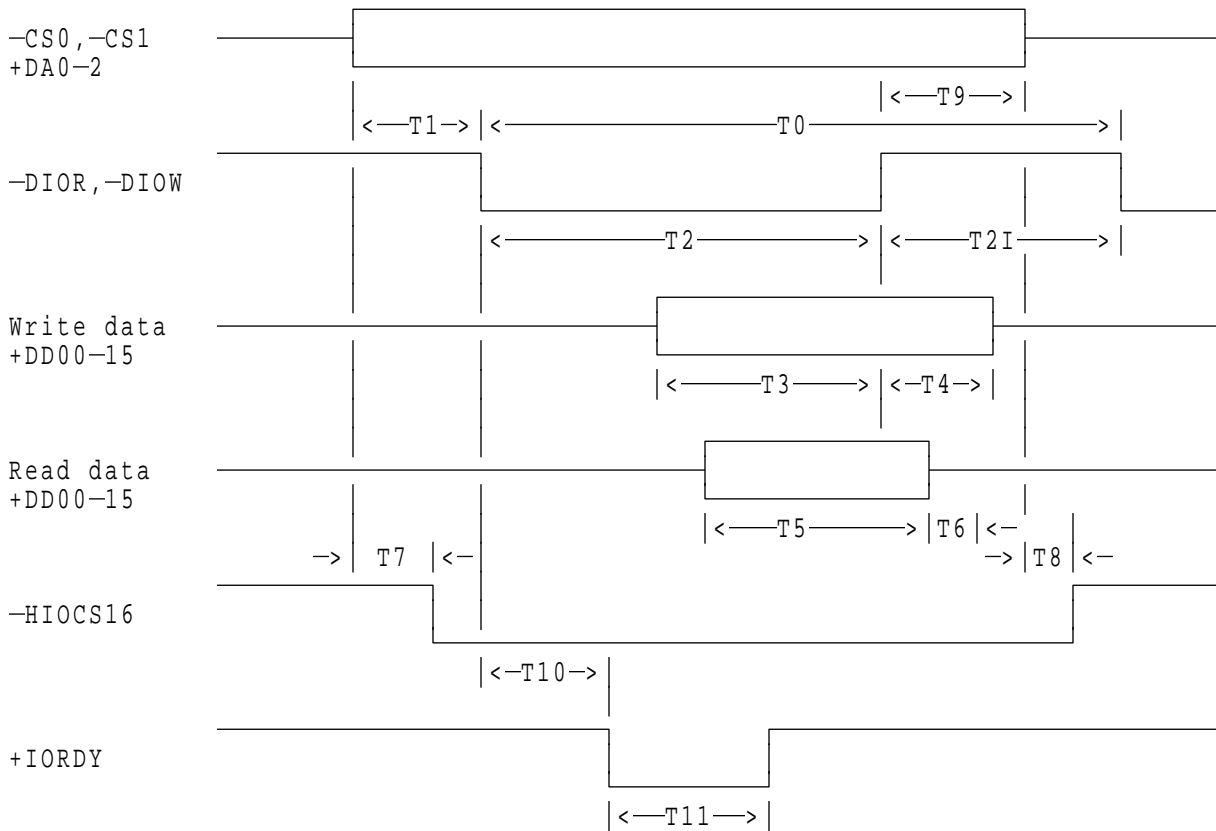 —CS0,—CS1
+DA0—2
T9
T1
T0
—DIOR,—DIOW
T2
T2I
Write data
+DD00—15
T3
T4
Read data
+DD00—15
T5
T6
T7
T8
—HIOCS16
T10
+IORDY
T11